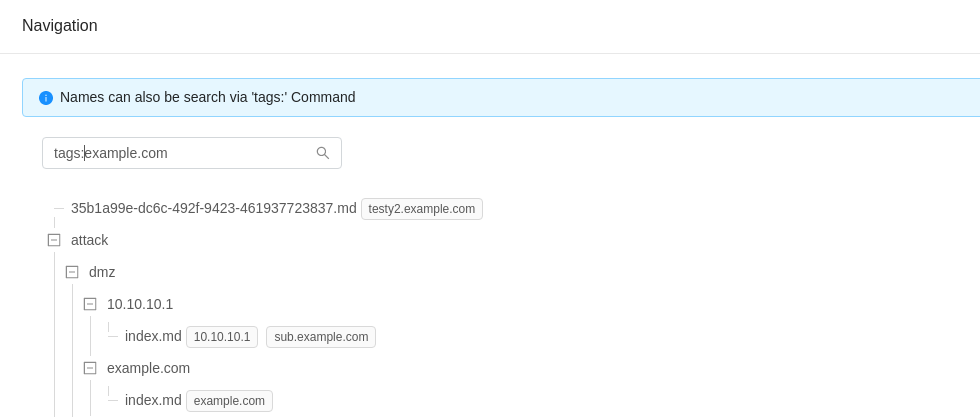 Navigation
Names can also be search via 'tags:' Command
tags:example.com
35b1a99e-dc6c-492f-9423-461937723837.md testy2.example.com
attack
dmz
10.10.10.1
index.md 10.10.10.1 sub.example.com
example.com
index.md example.com